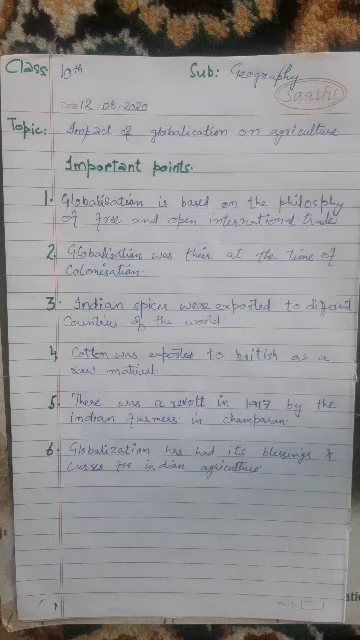 Class: 10th Sub: Geography
Saathi
Date 12/08/2020
Topic: Impact of globalisation on agriculture
Important points.
1. Globalisation is based on the philosphy
of free and open international trade
2. Globalisation was their at the time of
Colonisation.
3. Indian spices were exported to different
Countries of the world
4. Cotton was exported to british as a
raw material
5. There was a revolt in 1917 by the
indian farmers in champaran.
6. Globalization has had its blessings &
curses for indian agriculture